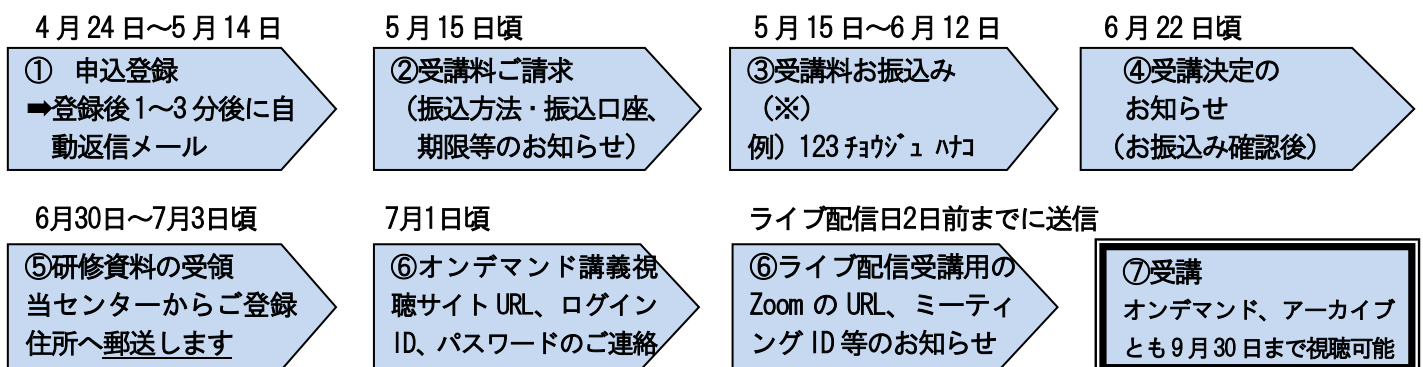 4月24日～5月14日
①　申込登録
➡登録後1～3分後に自
動返信メール
5月15日頃
②受講料ご請求
（振込方法・振込口座、
期限等のお知らせ）
5月15日～6月12日
③受講料お振込み
（※）
例）123ﾁｮｳｼﾞｭ ﾊﾅｺ
6月22日頃
④受講決定の
お知らせ
（お振込み確認後）
6月30日～7月3日頃
⑤研修資料の受領
当センターからご登録
住所へ郵送します
7月1日頃
⑥オンデマンド講義視
聴サイトURL、ログイン
ID、パスワードのご連絡
ライブ配信日2日前までに送信
⑥ライブ配信受講用の
ZoomのURL、ミーティ
ングID等のお知らせ
⑦受講
オンデマンド、アーカイブ
とも9月30日まで視聴可能